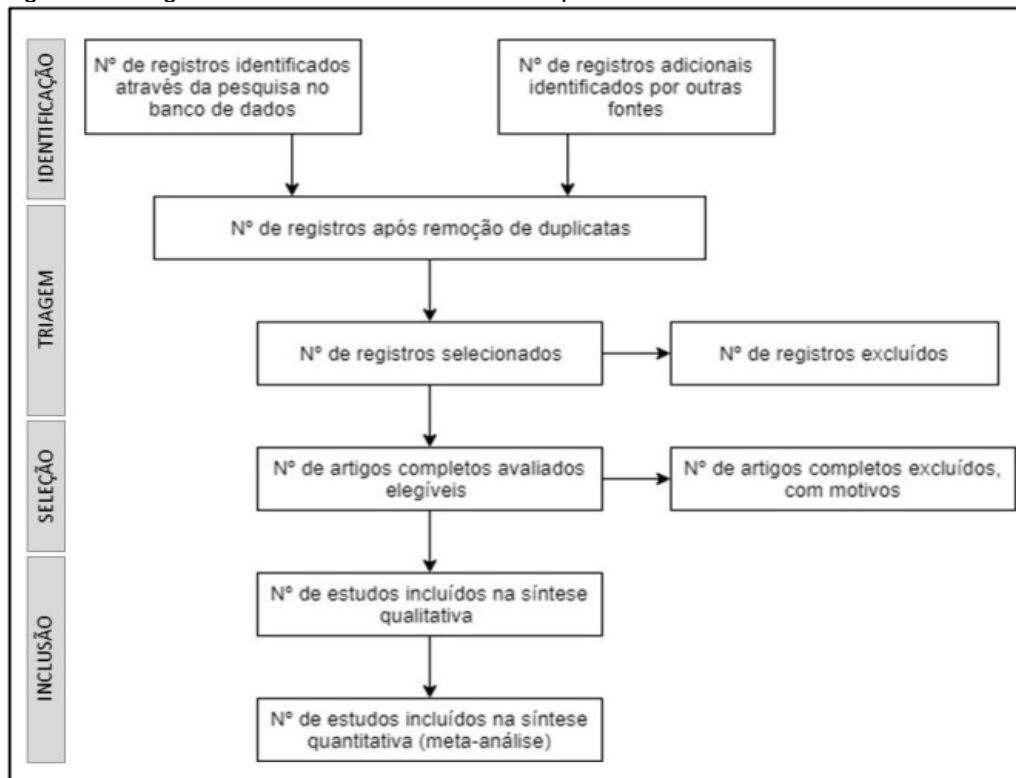 IDENTIFICAÇÃO
Nº de registros identificados
através da pesquisa no
banco de dados
Nº de registros adicionais
identificados por outras
fontes
TRIAGEM
Nº de registros após remoção de duplicatas
Nº de registros selecionados
Nº de registros excluídos
SELEÇÃO
Nº de artigos completos avaliados
elegíveis
Nº de artigos completos excluídos,
com motivos
INCLUSÃO
Nº de estudos incluídos na síntese
qualitativa
Nº de estudos incluídos na síntese
quantitativa (meta-análise)